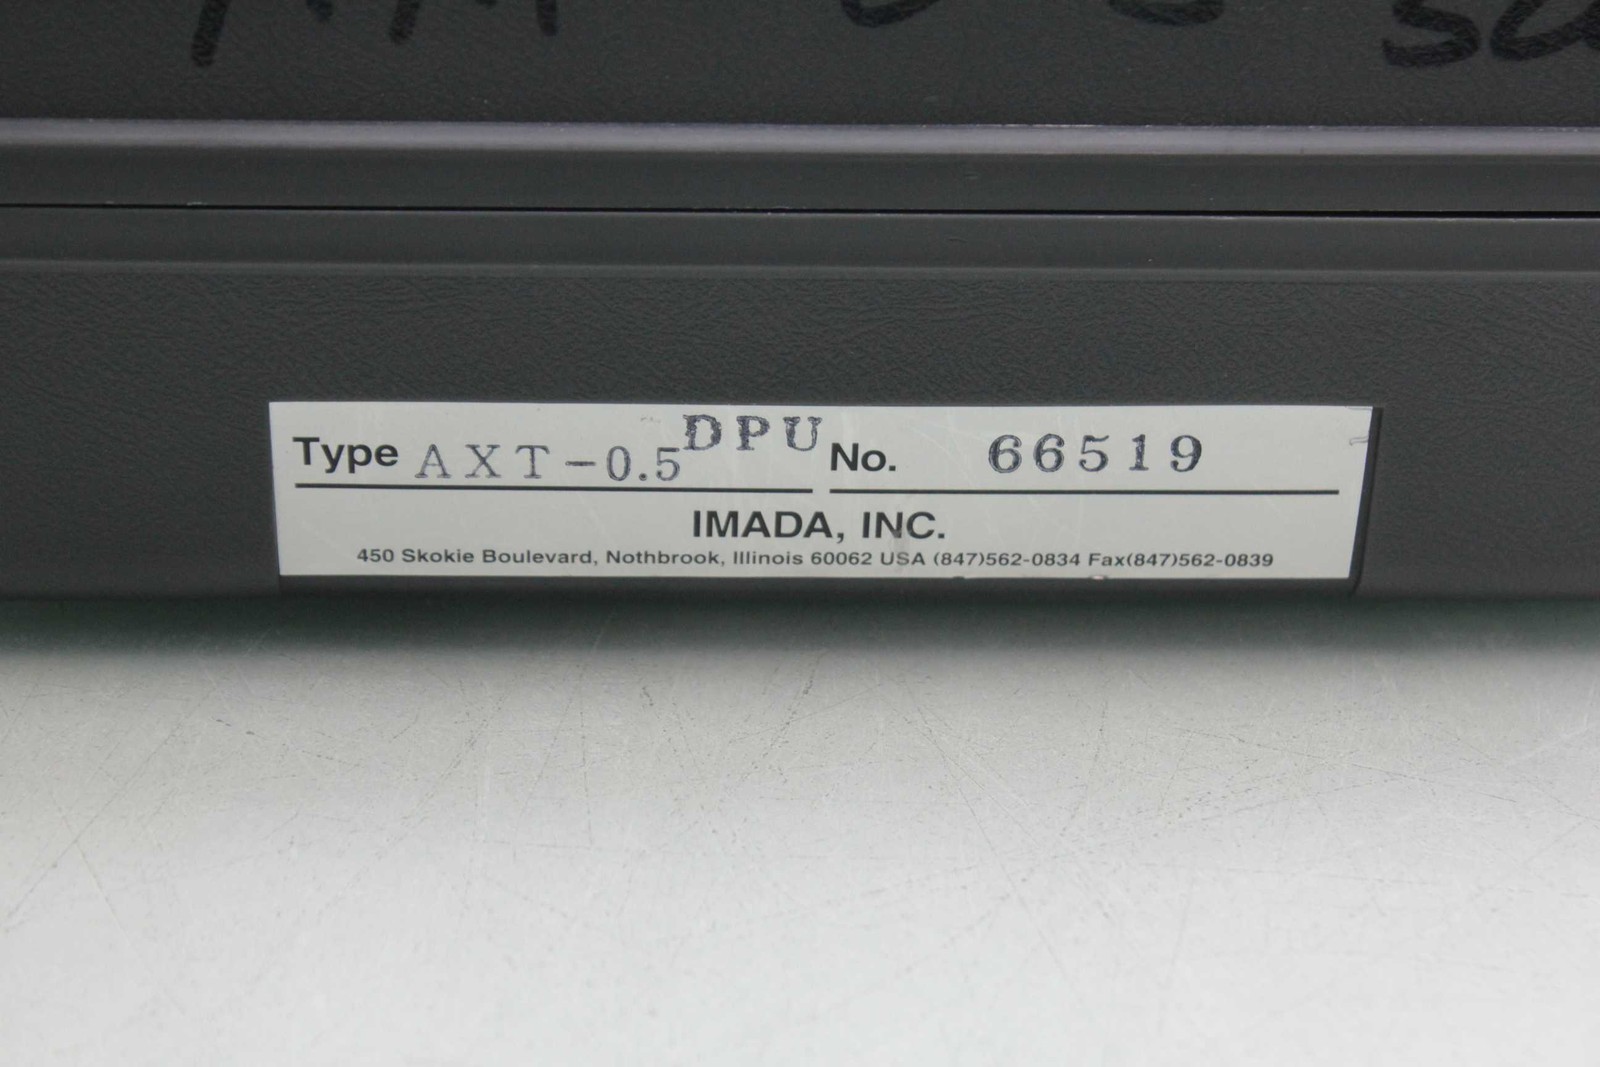 Type AXT-0.5 DPU No. 66519
IMADA, INC.
450 Skokie Boulevard, Nothbrook, Illinois 60062 USA (847)562-0834 Fax(847)562-0839